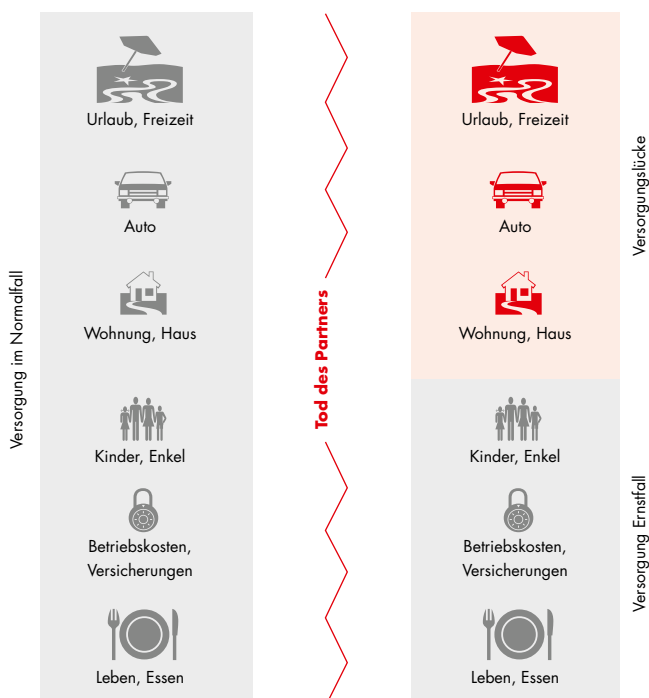 Versorgung im Normalfall
Urlaub, Freizeit
Auto
Wohnung, Haus
Kinder, Enkel
Betriebskosten,
Versicherungen
Leben, Essen
Tod des Partners
Urlaub, Freizeit
Auto
Wohnung, Haus
Kinder, Enkel
Betriebskosten,
Versicherungen
Leben, Essen
Versorgungslücke
Versorgung Ernstfall